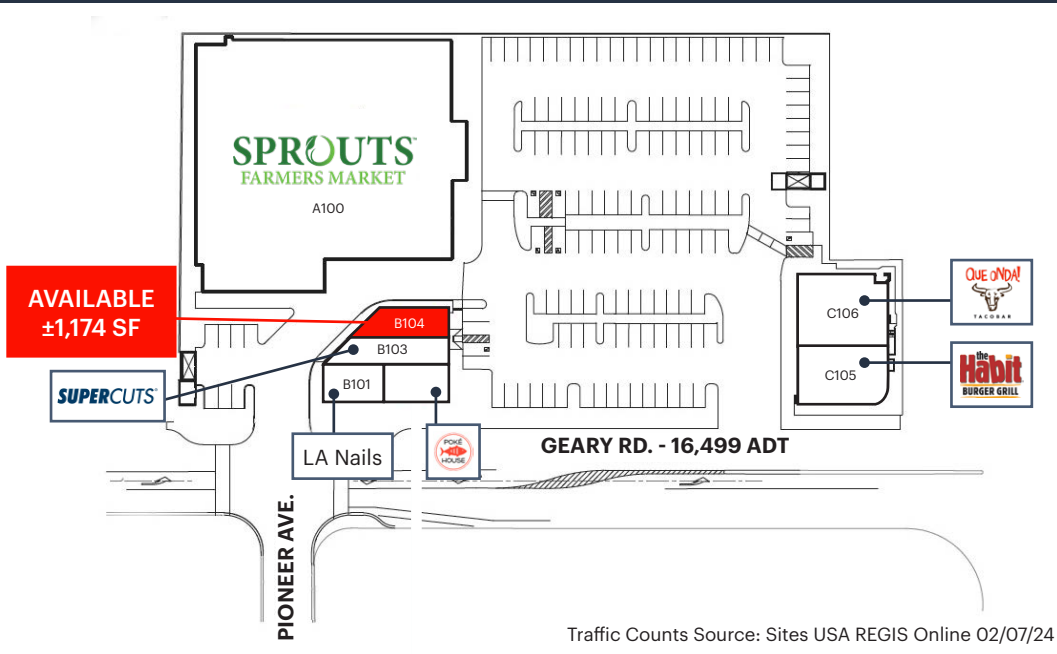 SPROUTS
FARMERS MARKET
A100
AVAILABLE
±1,174 SF
B104
B103
B101
SUPERCUTS®
LA Nails
POKÉ
HOUSE
C106
C105
QUE ONDA!
TACOBAR
the
Habit
BURGER GRILL
GEARY RD. - 16,499 ADT
PIONEER AVE.
Traffic Counts Source: Sites USA REGIS Online 02/07/24